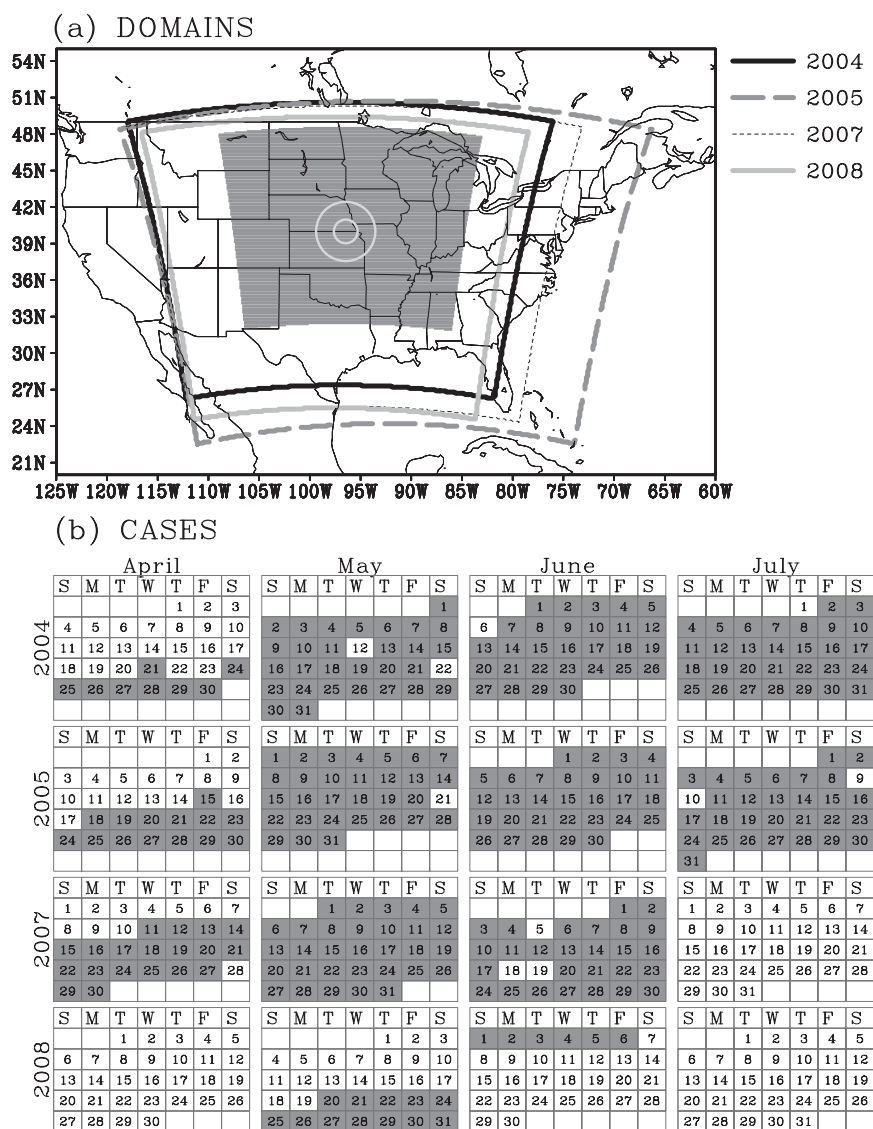 (a) DOMAINS
54N
51N
48N
45N
42N
39N
36N
33N
30N
27N
24N
21N
125W 120W 115W 110W 105W 100W 95W 90W 85W 80W 75W 70W 65W 60W
2004
2005
2007
2008
(b) CASES
April May June July
2004
S M T W T F S S M T W T F S S M T W T F S S M T W T F S
1 2 3 1 1 2 3 4 5 1 2 3
4 5 6 7 8 9 10 2 3 4 5 6 7 8 6 7 8 9 10 11 12 4 5 6 7 8 9 10
11 12 13 14 15 16 17 9 10 11 12 13 14 15 13 14 15 16 17 18 19 11 12 13 14 15 16 17
18 19 20 21 22 23 24 16 17 18 19 20 21 22 20 21 22 23 24 25 26 18 19 20 21 22 23 24
25 26 27 28 29 30 23 24 25 26 27 28 29 27 28 29 30 25 26 27 28 29 30 31
30 31
2005
S M T W T F S S M T W T F S S M T W T F S S M T W T F S
1 2 1 2 3 4 5 6 7 1 2 3 4 1 2
3 4 5 6 7 8 9 8 9 10 11 12 13 14 5 6 7 8 9 10 11 3 4 5 6 7 8 9
10 11 12 13 14 15 16 15 16 17 18 19 20 21 12 13 14 15 16 17 18 10 11 12 13 14 15 16
17 18 19 20 21 22 23 22 23 24 25 26 27 28 19 20 21 22 23 24 25 17 18 19 20 21 22 23
24 25 26 27 28 29 30 29 30 31 26 27 28 29 30 24 25 26 27 28 29 30
31
2007
S M T W T F S S M T W T F S S M T W T F S S M T W T F S
1 2 3 4 5 6 7 1 2 3 4 5 1 2 1 2 3 4 5 6 7
8 9 10 11 12 13 14 6 7 8 9 10 11 12 3 4 5 6 7 8 9 8 9 10 11 12 13 14
15 16 17 18 19 20 21 13 14 15 16 17 18 19 10 11 12 13 14 15 16 15 16 17 18 19 20 21
22 23 24 25 26 27 28 20 21 22 23 24 25 26 17 18 19 20 21 22 23 22 23 24 25 26 27 28
29 30 27 28 29 30 31 24 25 26 27 28 29 30 29 30 31
2008
S M T W T F S S M T W T F S S M T W T F S S M T W T F S
1 2 3 4 5 1 2 3 1 2 3 4 5 6 7 1 2 3 4 5
6 7 8 9 10 11 12 4 5 6 7 8 9 10 8 9 10 11 12 13 14 6 7 8 9 10 11 12
13 14 15 16 17 18 19 11 12 13 14 15 16 17 15 16 17 18 19 20 21 13 14 15 16 17 18 19
20 21 22 23 24 25 26 18 19 20 21 22 23 24 22 23 24 25 26 27 28 20 21 22 23 24 25 26
27 28 29 30 25 26 27 28 29 30 31 29 30 27 28 29 30 31